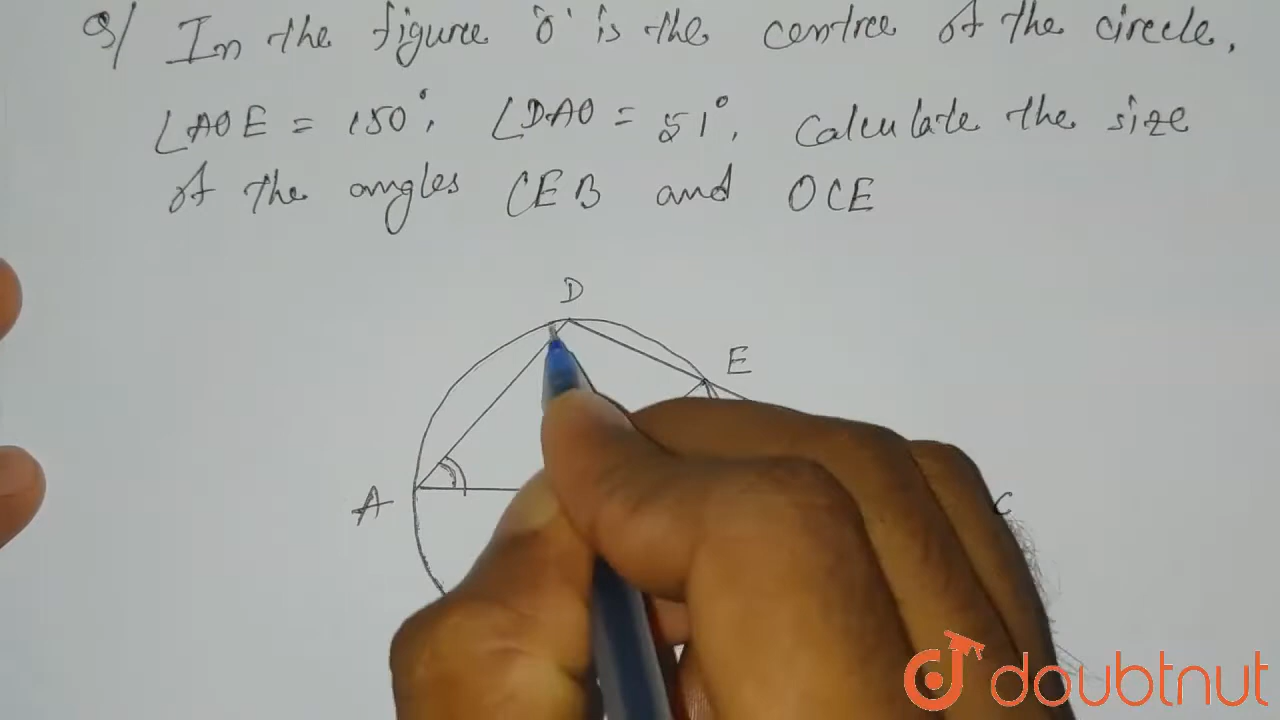 Q/ In the figure 'O' is the centre of the circle,
∠AOE = 150°, ∠DAO = 51°. Calculate the size
of the angles CEB and OCE
D
E
A
C
doubtnut